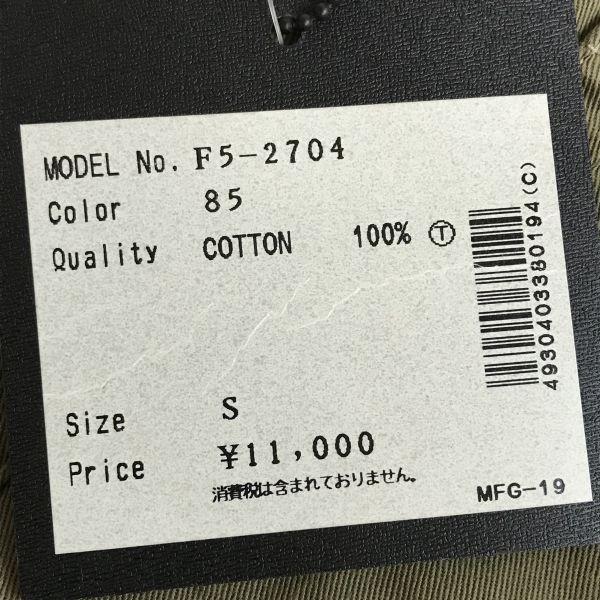 MODEL No. F5-2704
Color 85
Quality COTTON 100% Ⓣ
Size S
Price ¥11,000
消費税は含まれておりません。
4930403380194(C)
MFG-19